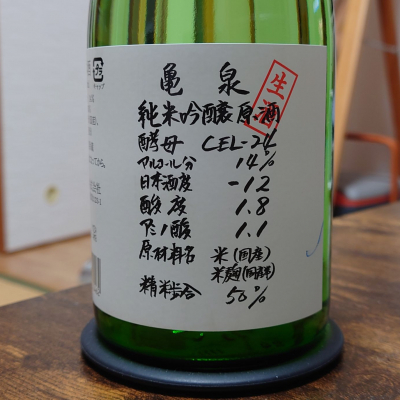 亀泉
生酒
純米吟醸原酒
酵母 CEL-24
アルコール分 14%
日本酒度 -12
酸度 1.8
アミノ酸 1.1
原材料名 米(国産)
米麹(国産米)
精米歩合 50%